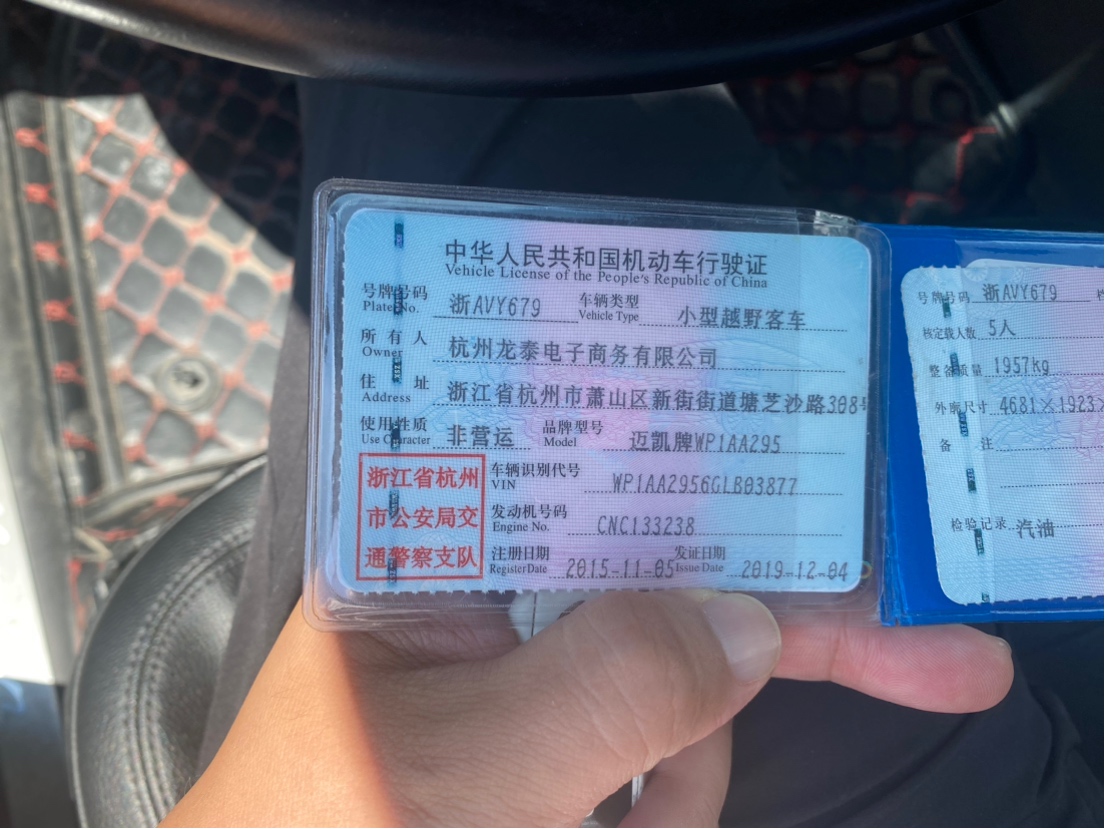 中华人民共和国机动车行驶证
Vehicle License of the People's Republic of China
号牌号码 浙AVY679 车辆类型 小型越野客车
Plate No. Vehicle Type
所有人 杭州龙泰电子商务有限公司
Owner
住址 浙江省杭州市萧山区新街街道塘芝沙路308号
Address
使用性质 非营运 品牌型号 迈凯牌WP1AA295
Use Character Model
浙江省杭州
市公安局交
通警察支队
车辆识别代号 WP1AA2956GLB03877
VIN
发动机号码 CNC133238
Engine No.
注册日期 2015-11-05 发证日期 2019-12-04
Register Date Issue Date
号牌号码 浙AVY679
核定载人数 5人
整备质量 1957kg
外廓尺寸 4681×1923×
备注
检验记录 汽油